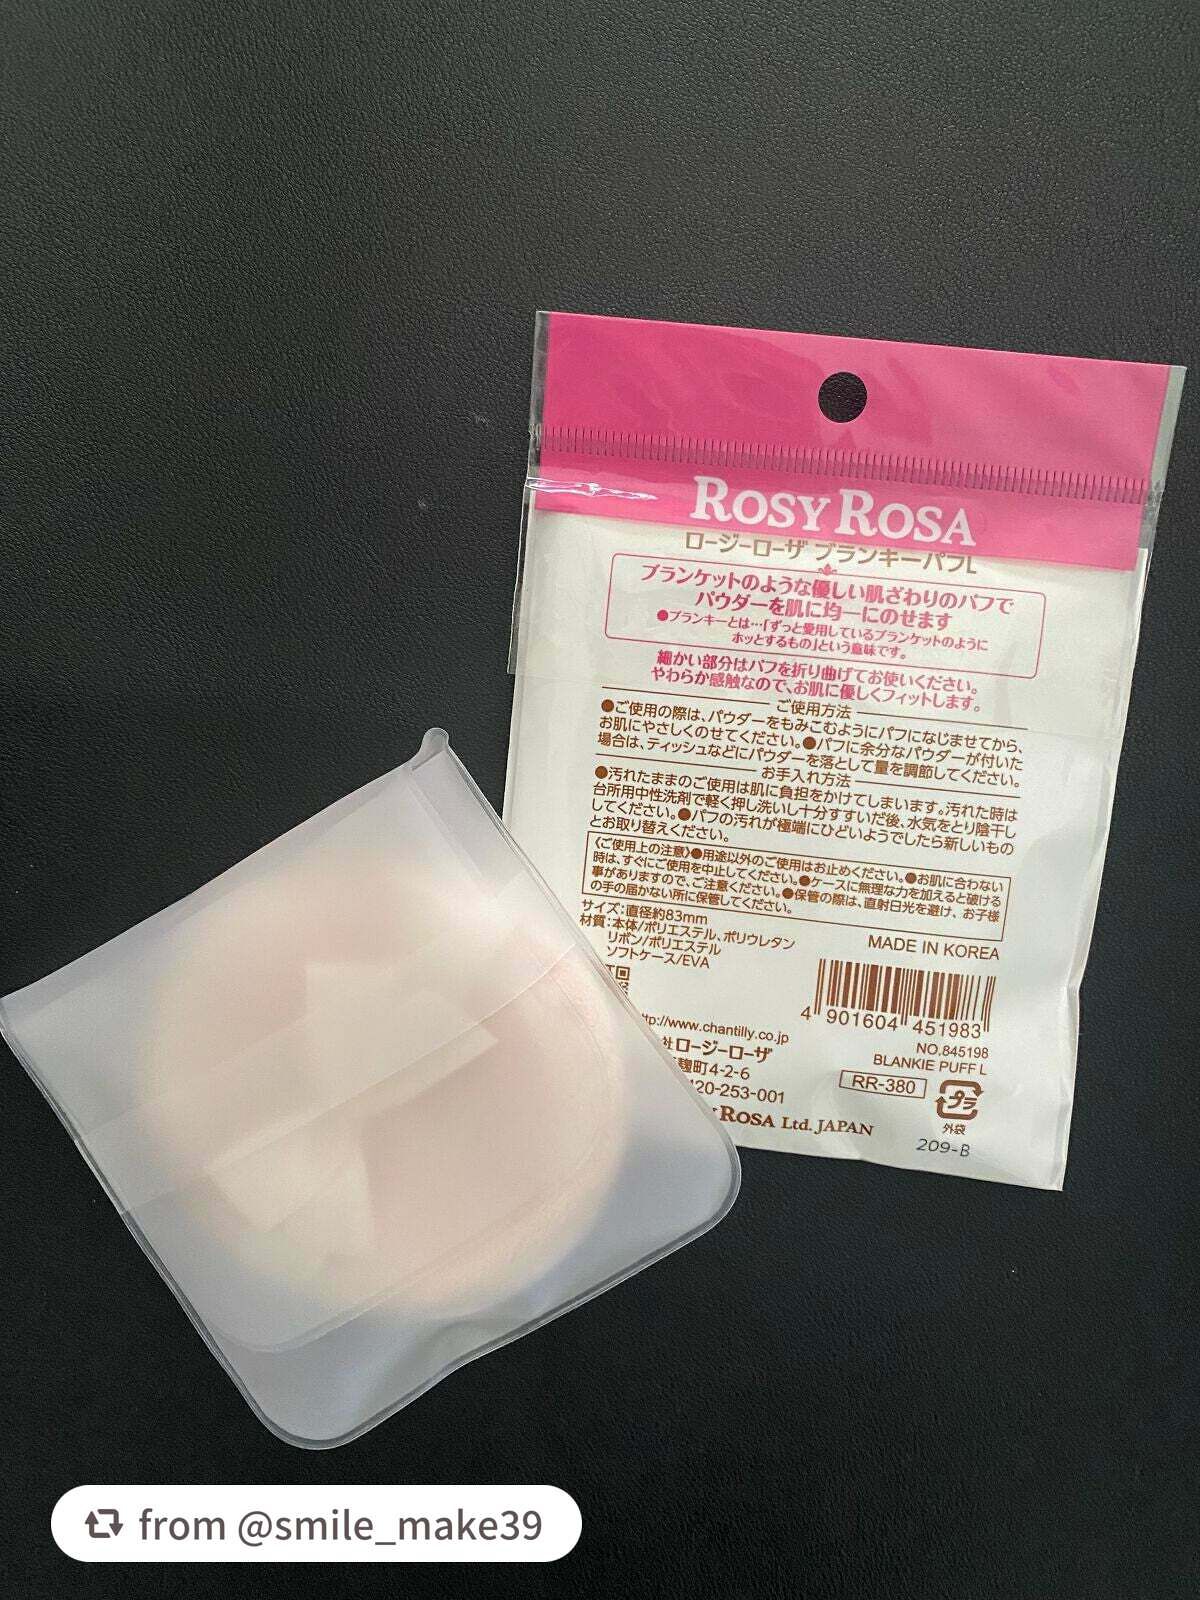 ROSY ROSA
ロージーローザ ブランキーパフL
ブランケットのような優しい肌ざわりのパフで
パウダーを肌に均一にのせます
●ブランキーとは…「ずっと愛用しているブランケットのように
ホッとするもの」という意味です。
細かい部分はパフを折り曲げてお使いください。
やわらか感触なので、お肌に優しくフィットします。
ご使用方法
●ご使用の際は、パウダーをもみこむようにパフになじませてから、
お肌にやさしくのせてください。●パフに余分なパウダーが付いた
場合は、ティッシュなどにパウダーを落として量を調節してください。
お手入れ方法
●汚れたままのご使用は肌に負担をかけてしまいます。汚れた時は
台所用中性洗剤で軽く押し洗いし十分すすいだ後、水気をとり陰干し
してください。●パフの汚れが極端にひどいようでしたら新しいもの
とお取り替えください。
〈ご使用上の注意〉●用途以外のご使用はお止めください。●お肌に合わない
時は、すぐにご使用を中止してください。●ケースに無理な力を加えると破ける
事がありますので、ご注意ください。●保管の際は、直射日光を避け、お子様
の手の届かない所に保管してください。
サイズ：直径約83mm
材質：本体/ポリエステル、ポリウレタン
リボン/ポリエステル
ソフトケース/EVA
MADE IN KOREA
4 901604 451983
ttp://www.chantilly.co.jp
社ロージーローザ
麹町4-2-6
120-253-001
Y ROSA Ltd. JAPAN
NO.845198
BLANKIE PUFF L
RR-380
プラ
外袋
209-B
from @smile_make39